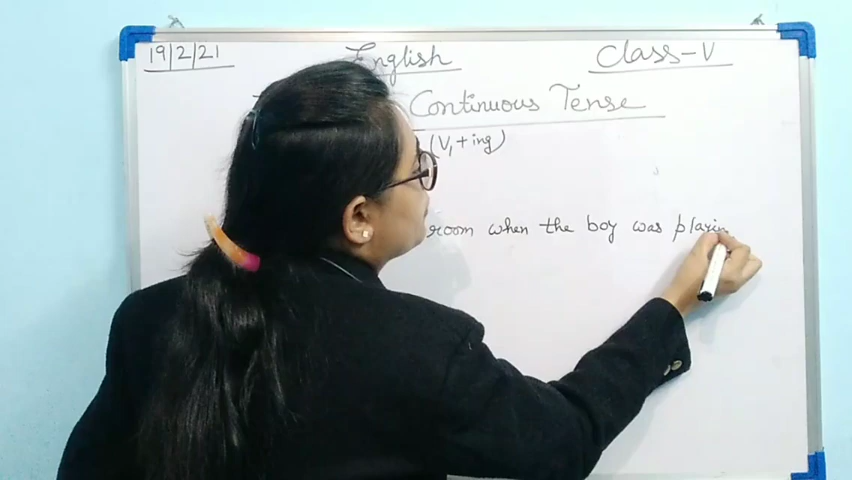 19/2/21 English Class-V
Continuous Tense
(V1 + ing)
room when the boy was playin